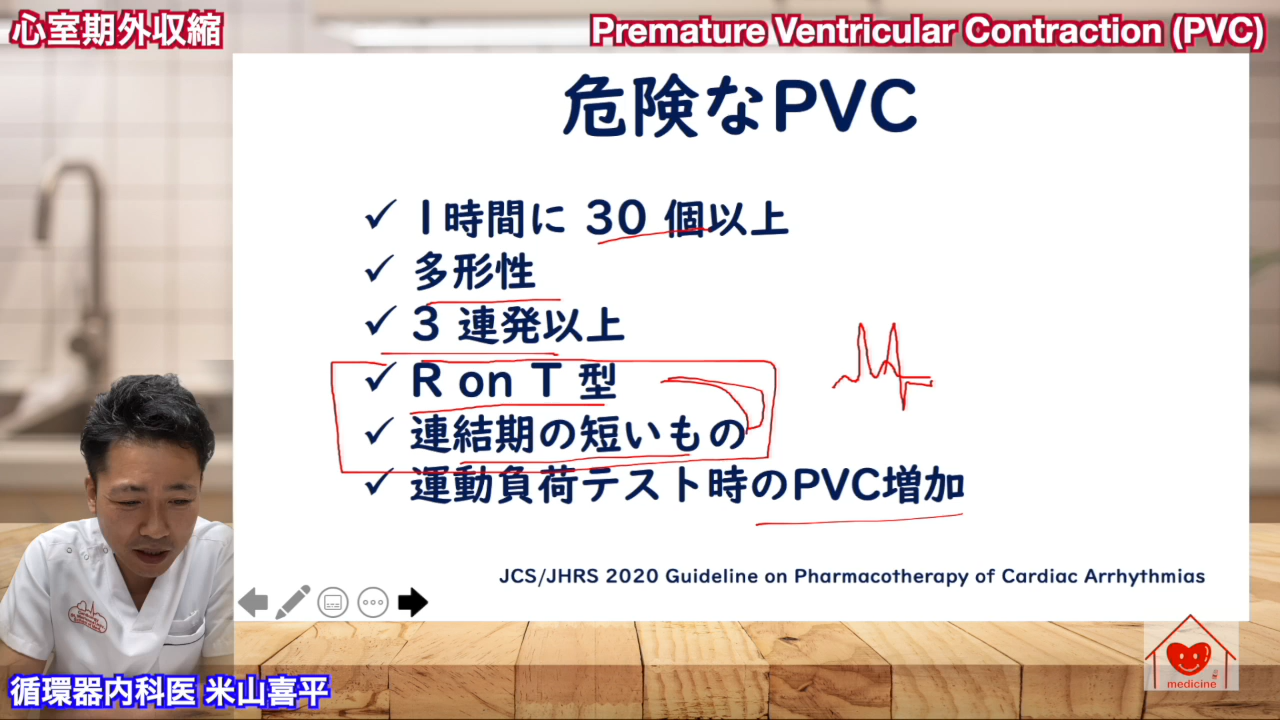 心室期外収縮
Premature Ventricular Contraction (PVC)
危険なPVC
✓ 1時間に 30 個以上
✓ 多形性
✓ 3 連発以上
✓ R on T 型
✓ 連結期の短いもの
✓ 運動負荷テスト時のPVC増加
JCS/JHRS 2020 Guideline on Pharmacotherapy of Cardiac Arrhythmias
medicine
循環器内科医 米山喜平